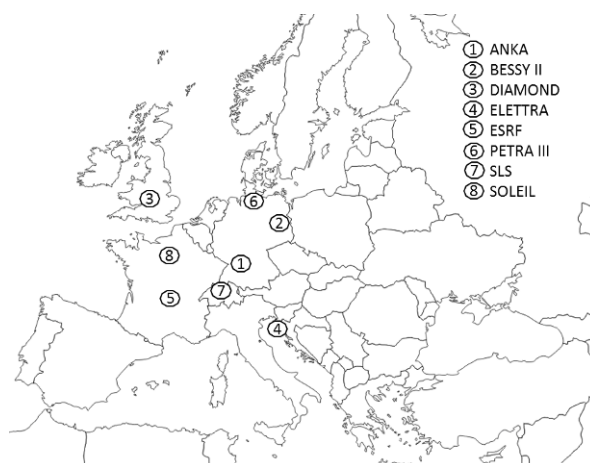 ① ANKA
② BESSY II
③ DIAMOND
④ ELETTRA
⑤ ESRF
⑥ PETRA III
⑦ SLS
⑧ SOLEIL
⑥
③
②
⑧
①
⑦
⑤
④